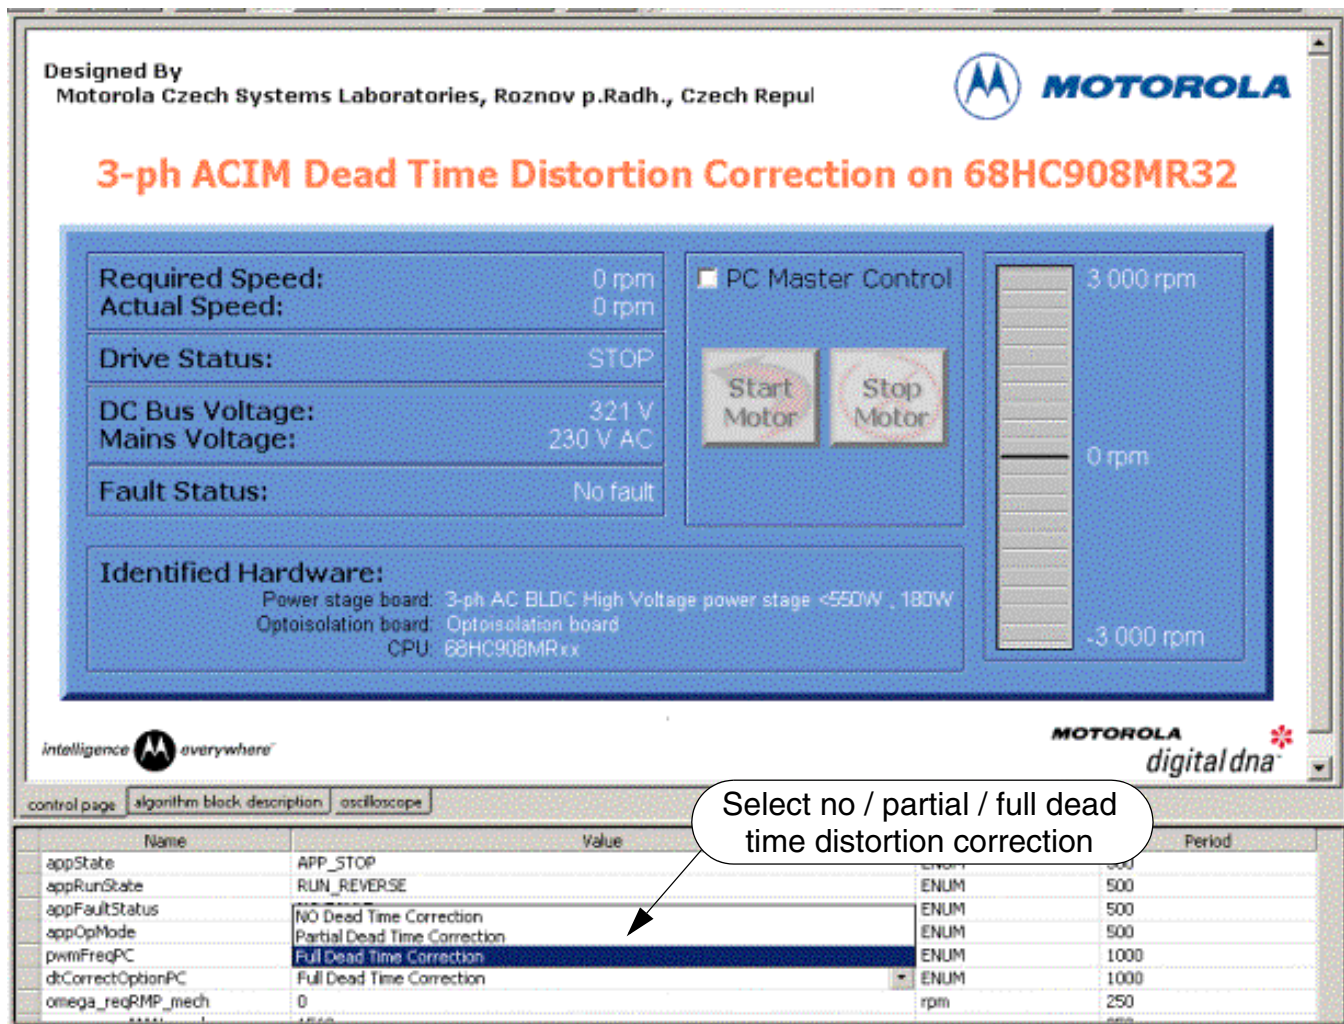 Designed By
Motorola Czech Systems Laboratories, Roznov p.Radh., Czech Repul
MOTOROLA
3-ph ACIM Dead Time Distortion Correction on 68HC908MR32
Required Speed: 0 rpm
Actual Speed: 0 rpm
Drive Status: STOP
DC Bus Voltage: 321 V
Mains Voltage: 230 V AC
Fault Status: No fault
PC Master Control
Start Motor
Stop Motor
3 000 rpm
0 rpm
-3 000 rpm
Identified Hardware:
Power stage board: 3-ph AC BLDC High Voltage power stage <550W , 180W
Optoisolation board: Optoisolation board
CPU: 68HC908MRxx
intelligence everywhere
MOTOROLA
digital dna
control page algorithm block description oscilloscope
Select no / partial / full dead
time distortion correction
Name Value Period
appState APP_STOP ENUM 500
appRunState RUN_REVERSE ENUM 500
appFaultStatus ENUM 500
NO Dead Time Correction
appOpMode ENUM 500
Partial Dead Time Correction
pwmFreqPC Full Dead Time Correction ENUM 1000
dtCorrectOptionPC Full Dead Time Correction ENUM 1000
omega_reqRMP_mech 0 rpm 250